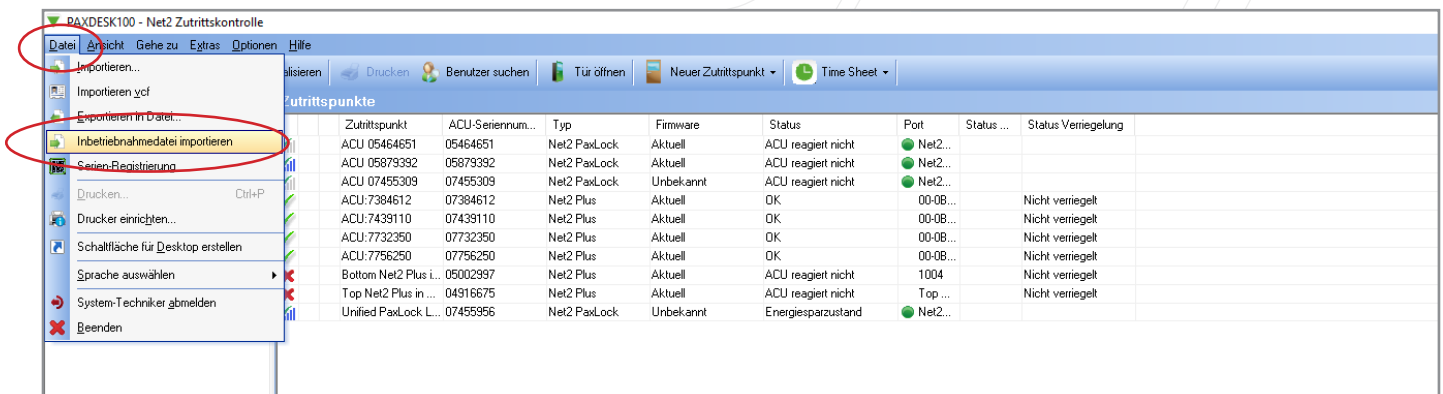 PAXDESK100 - Net2 Zutrittskontrolle
Datei Ansicht Gehe zu Extras Optionen Hilfe
alisieren Drucken Benutzer suchen Tür öffnen Neuer Zutrittspunkt Time Sheet
Zutrittspunkte
Importieren...
Importieren vcf
Exportieren in Datei...
Inbetriebnahmedatei importieren
Serien-Registrierung
Drucken... Ctrl+P
Drucker einrichten...
Schaltfläche für Desktop erstellen
Sprache auswählen
System-Techniker abmelden
Beenden
Zutrittspunkt ACU-Seriennum... Typ Firmware Status Port Status ... Status Verriegelung
ACU 05464651 05464651 Net2 PaxLock Aktuell ACU reagiert nicht Net2...
ACU 05879392 05879392 Net2 PaxLock Aktuell ACU reagiert nicht Net2...
ACU 07455309 07455309 Net2 PaxLock Unbekannt ACU reagiert nicht Net2...
ACU:7384612 07384612 Net2 Plus Aktuell OK 00-0B... Nicht verriegelt
ACU:7439110 07439110 Net2 Plus Aktuell OK 00-0B... Nicht verriegelt
ACU:7732350 07732350 Net2 Plus Aktuell OK 00-0B... Nicht verriegelt
ACU:7756250 07756250 Net2 Plus Aktuell OK 00-0B... Nicht verriegelt
Bottom Net2 Plus i... 05002997 Net2 Plus Aktuell ACU reagiert nicht 1004 Nicht verriegelt
Top Net2 Plus in ... 04916675 Net2 Plus Aktuell ACU reagiert nicht Top ... Nicht verriegelt
Unified PaxLock L... 07455956 Net2 PaxLock Unbekannt Energiesparzustand Net2...